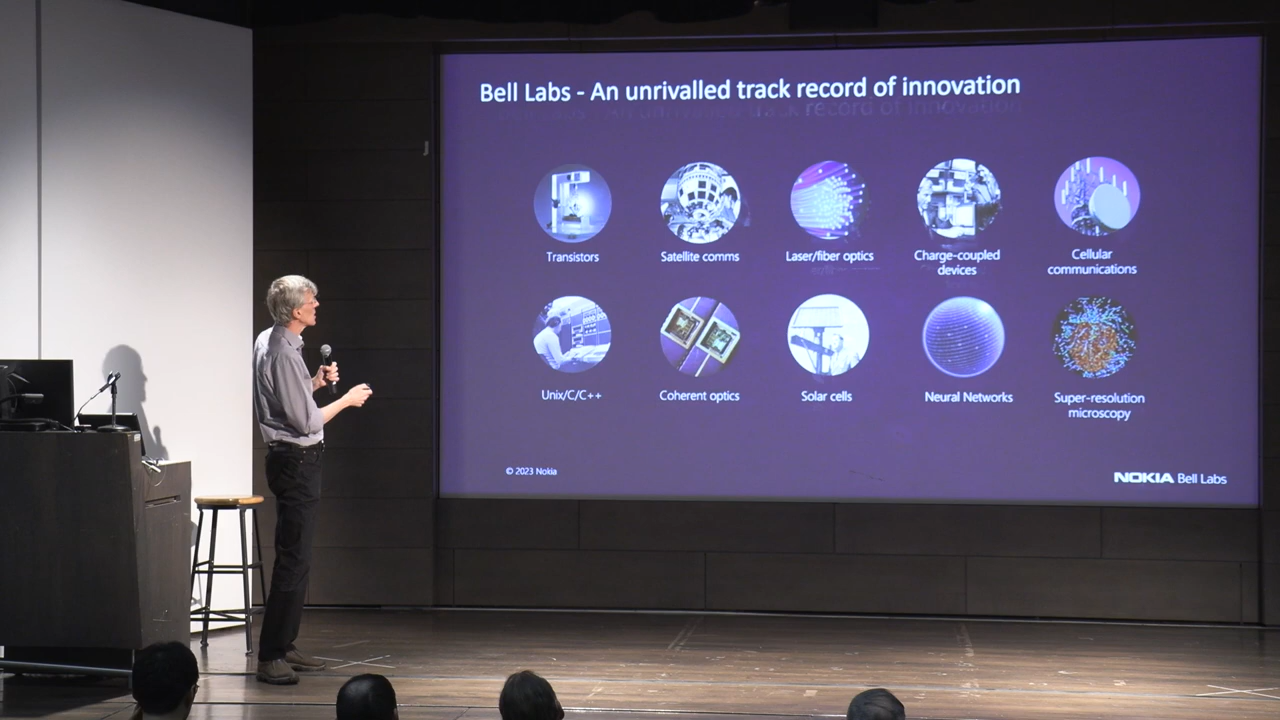 Bell Labs - An unrivalled track record of innovation
Transistors
Satellite comms
Laser/fiber optics
Charge-coupled
devices
Cellular
communications
Unix/C/C++
Coherent optics
Solar cells
Neural Networks
Super-resolution
microscopy
© 2023 Nokia
NOKIA Bell Labs